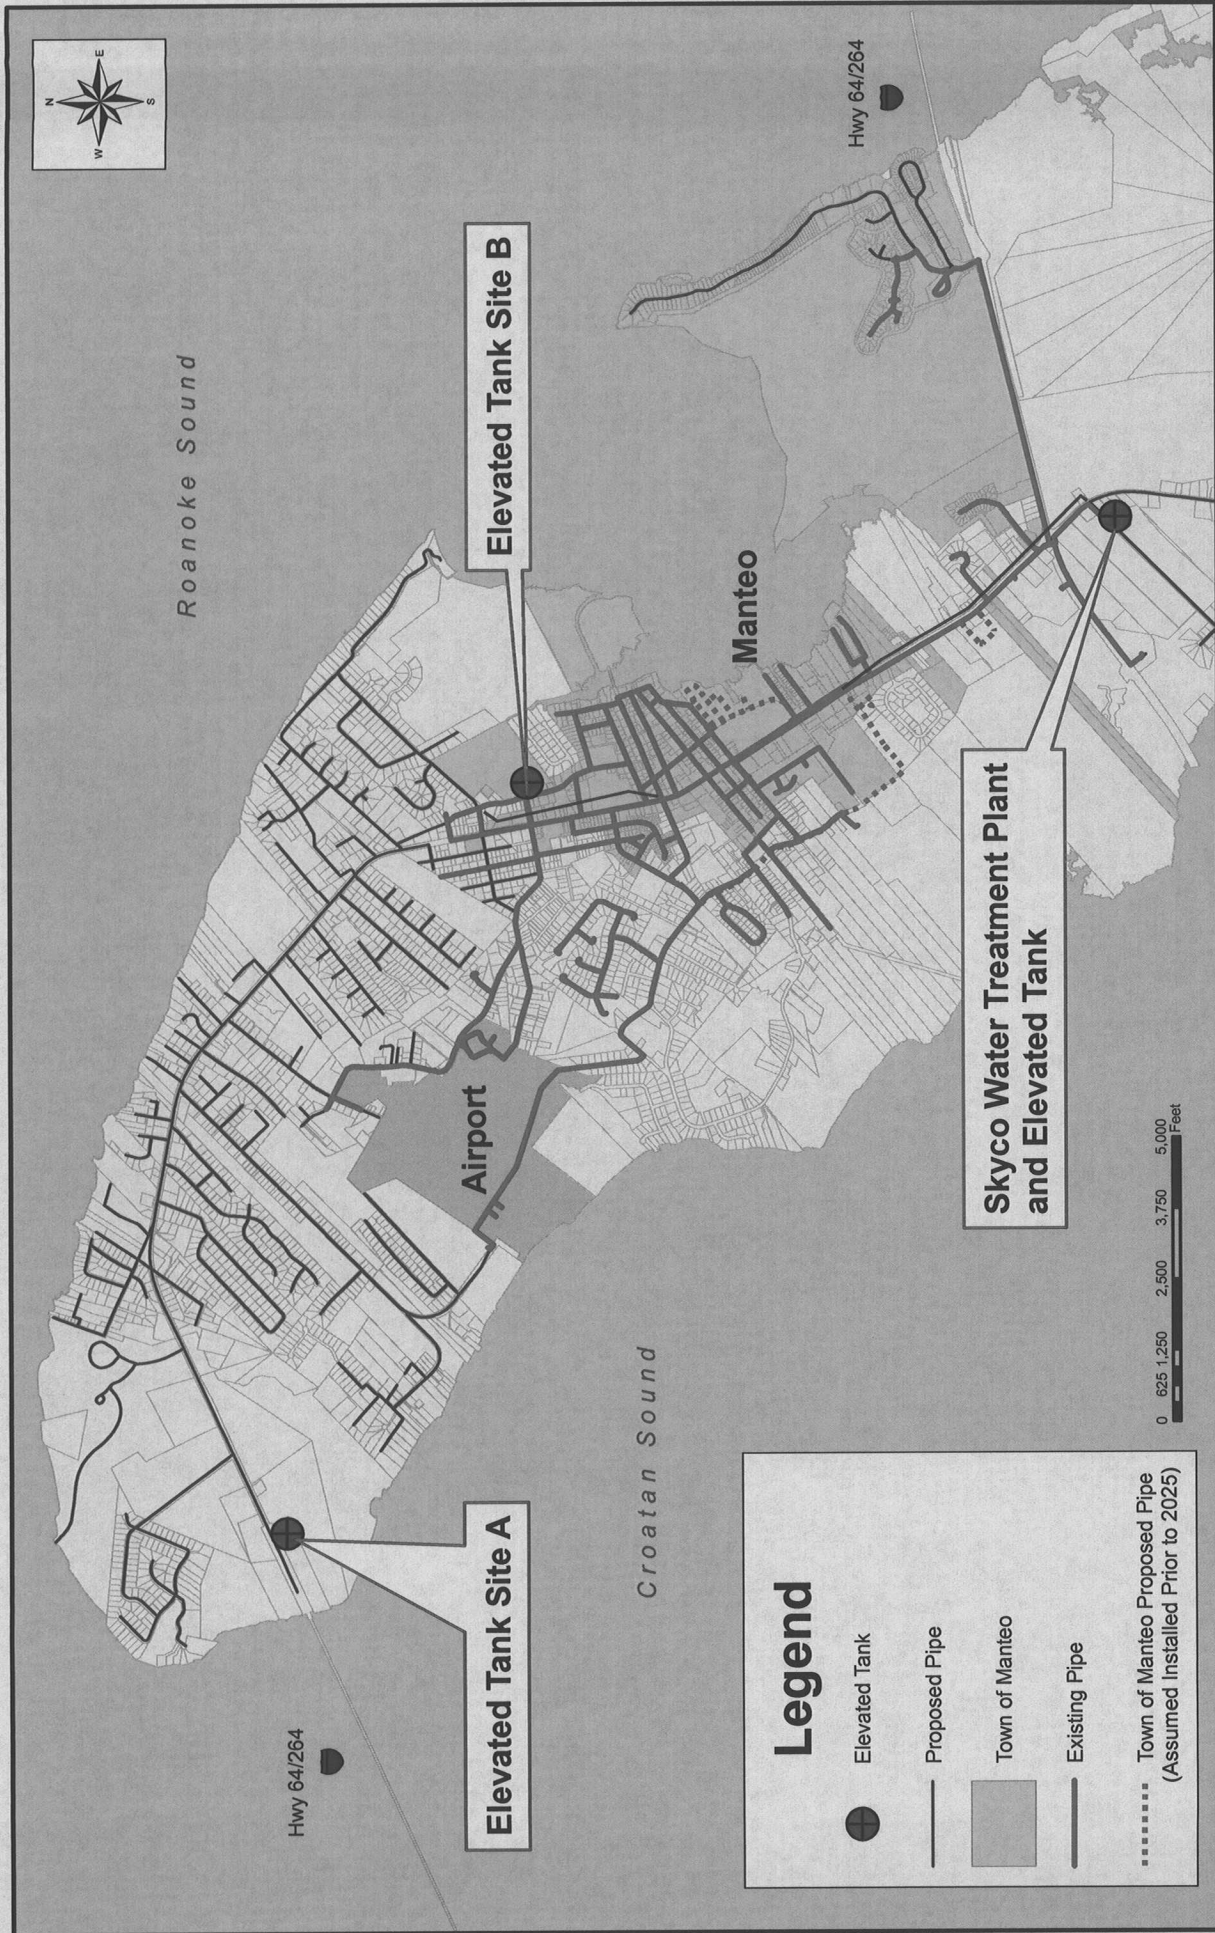 N
W
E
S
Roanoke Sound
Hwy 64/264
Elevated Tank Site A
Elevated Tank Site B
Airport
Manteo
Croatan Sound
Hwy 64/264
Skyco Water Treatment Plant
and Elevated Tank
Legend
Elevated Tank
Proposed Pipe
Town of Manteo
Existing Pipe
Town of Manteo Proposed Pipe
(Assumed Installed Prior to 2025)
0 625 1,250 2,500 3,750 5,000
Feet